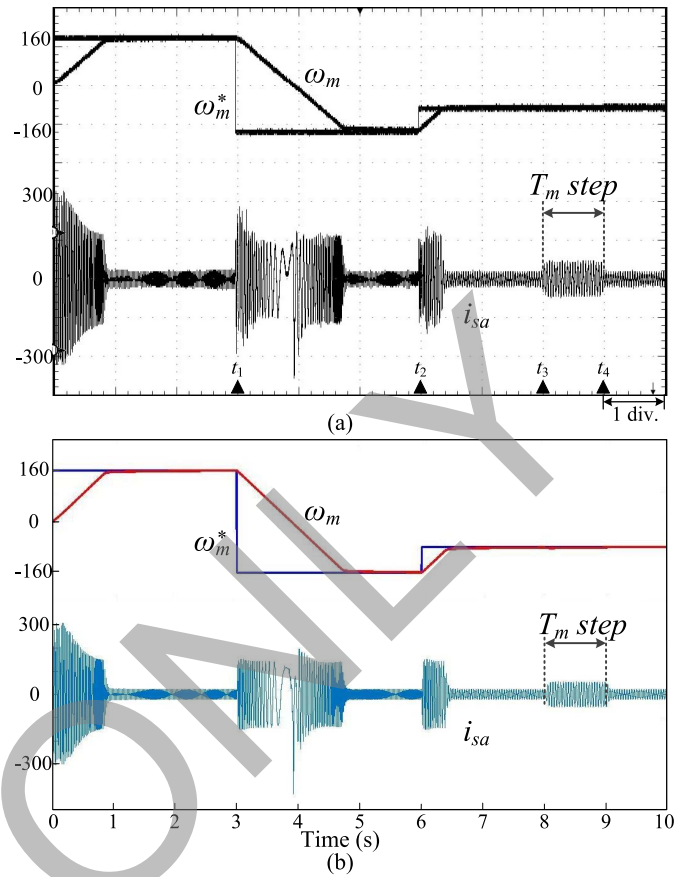 160
0
-160
ω*m
ωm
300
0
-300
Tm step
isa
t1
t2
t3
t4
1 div.
(a)
160
0
-160
ω*m
ωm
300
0
-300
Tm step
isa
0 1 2 3 4 5 6 7 8 9 10
Time (s)
(b)
ONLY